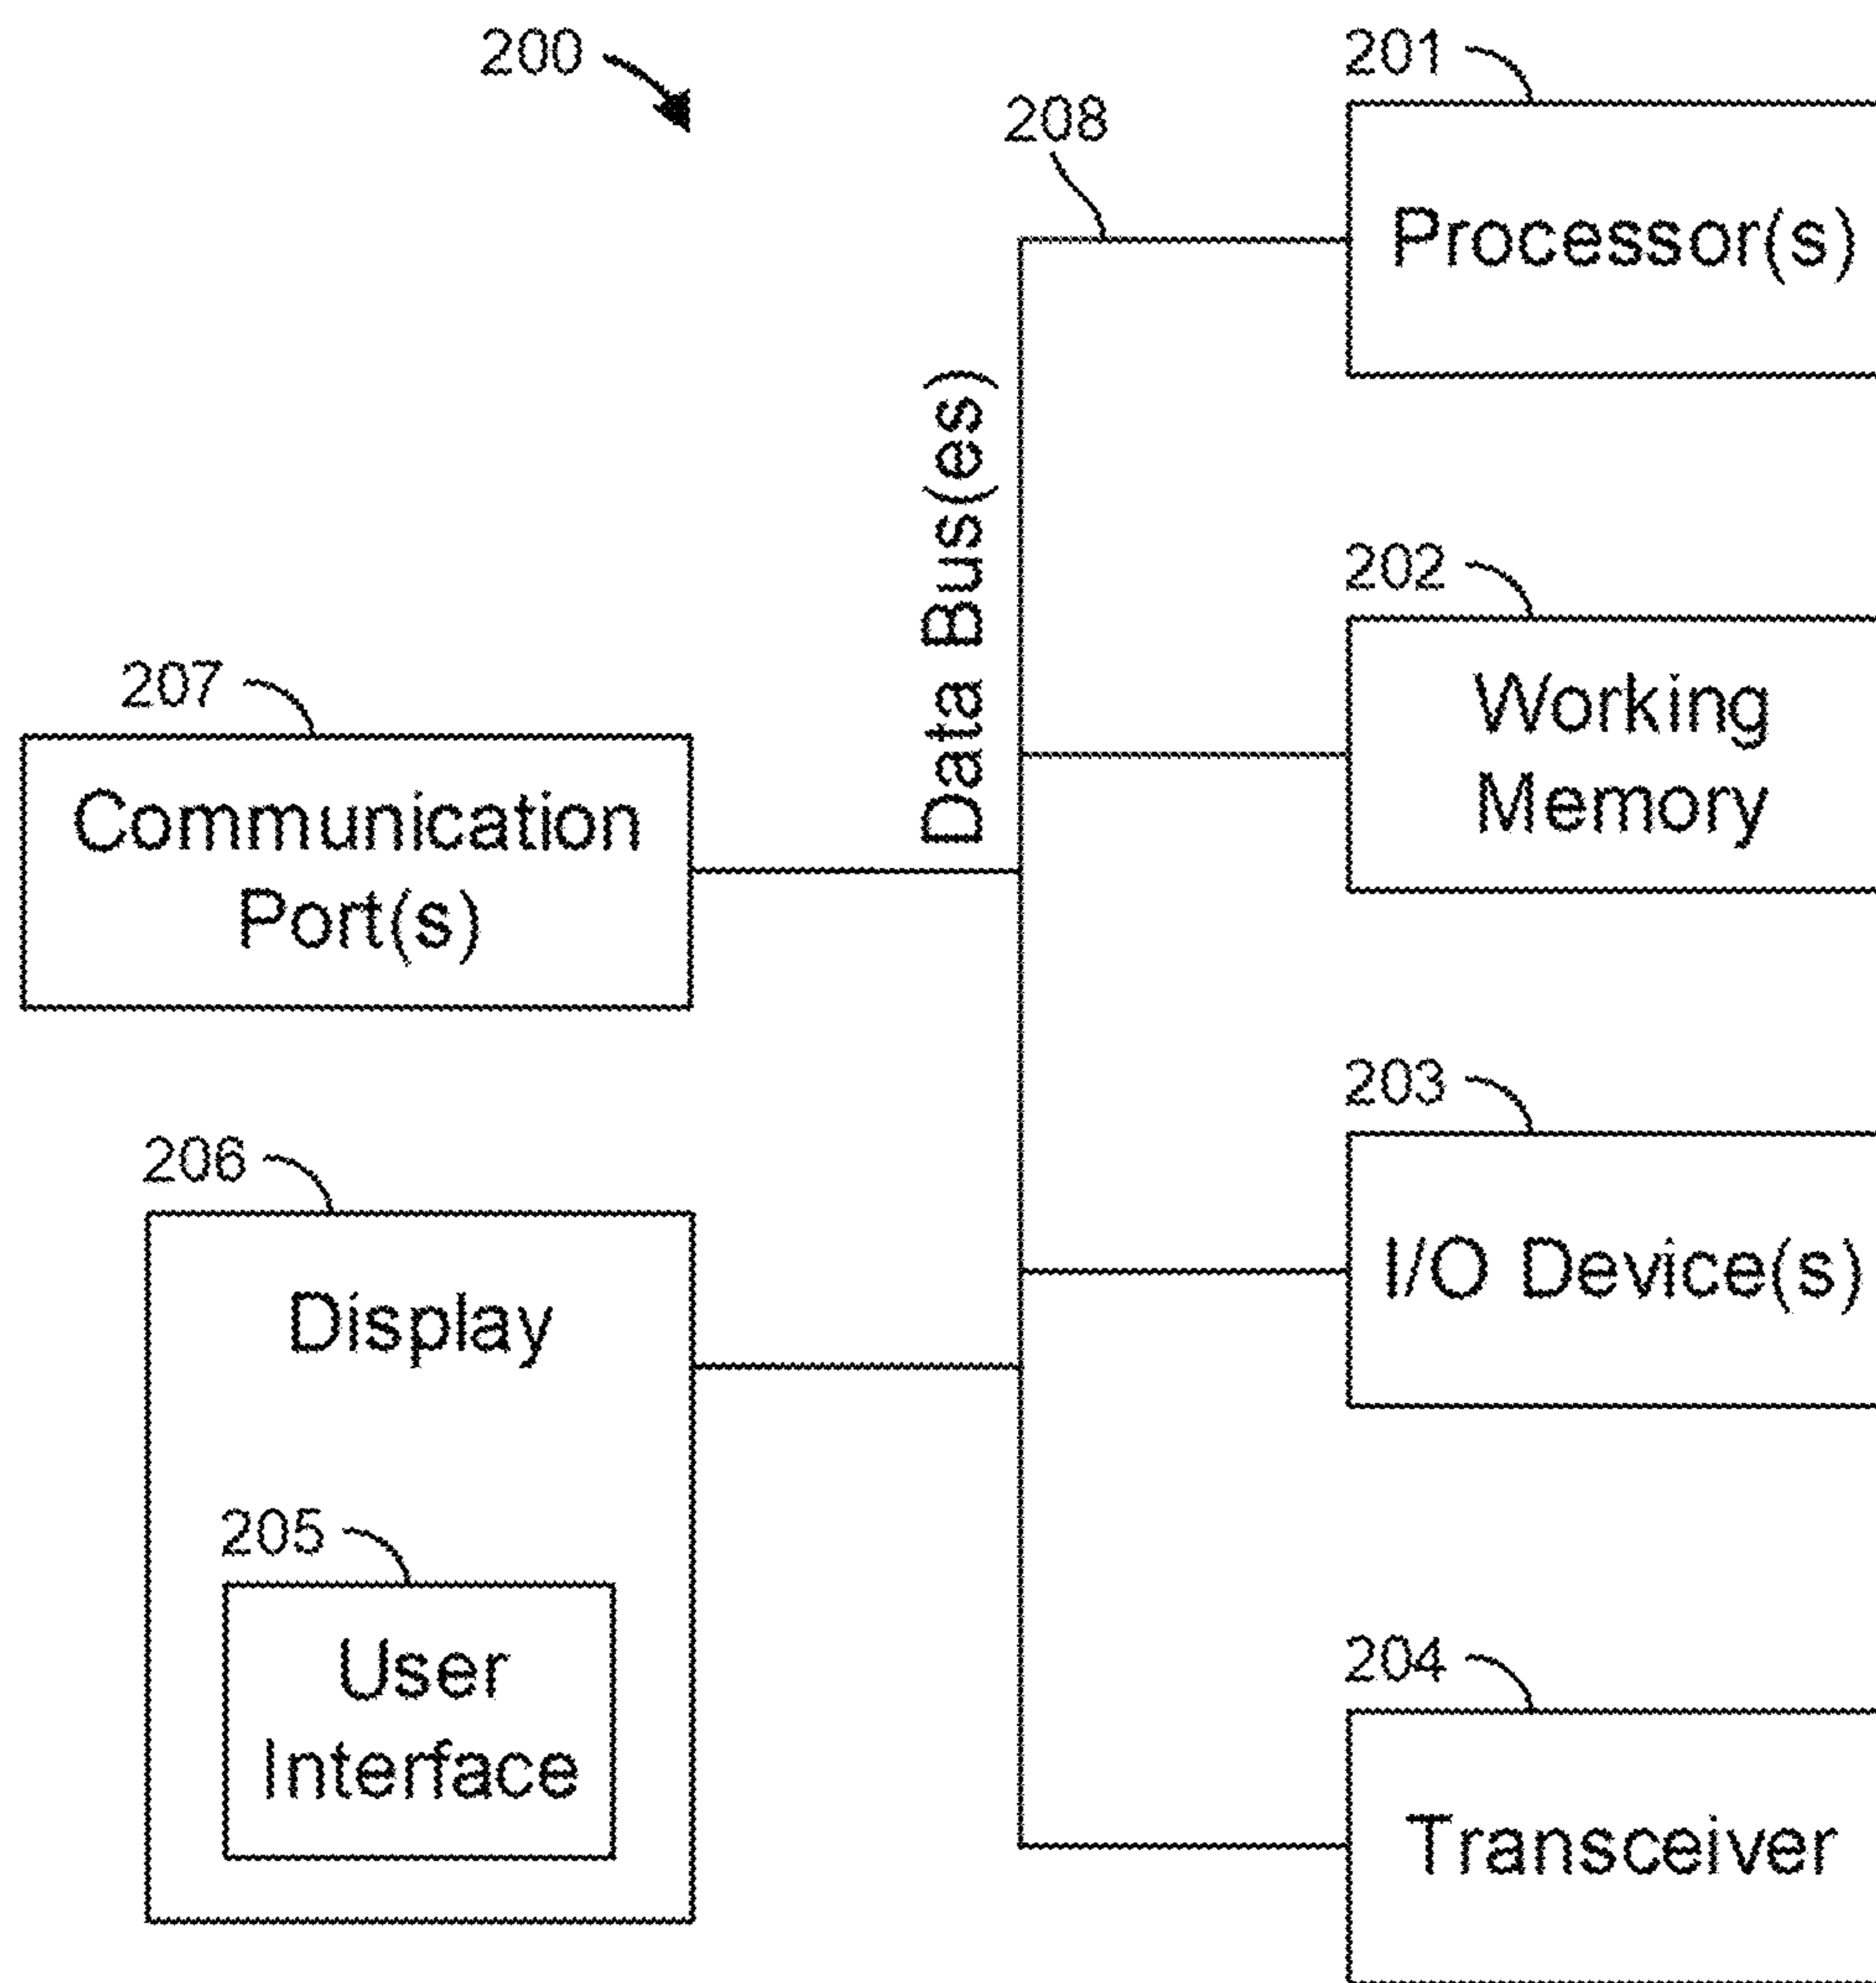 200
201
208
Processor(s)
Data Bus(es)
202
Working
Memory
207
Communication
Port(s)
203
I/O Device(s)
206
Display
205
User
Interface
204
Transceiver